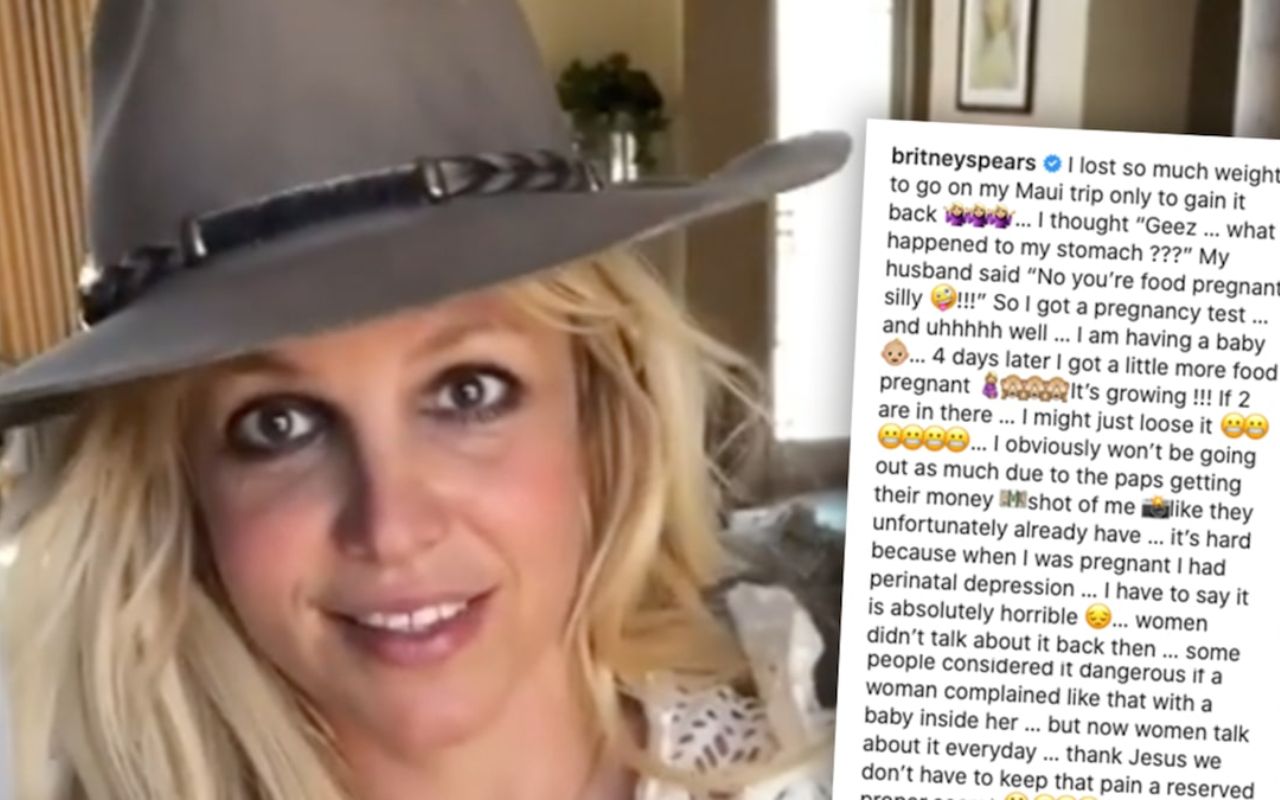 britneyspears I lost so much weight
to go on my Maui trip only to gain it
back 🤷🏼‍♀️🤷🏼‍♀️🤷🏼‍♀️… I thought “Geez … what
happened to my stomach ???” My
husband said “No you’re food pregnant
silly 🤪!!!” So I got a pregnancy test …
and uhhhhh well … I am having a baby
👶🏼… 4 days later I got a little more food
pregnant 🤰🏼🙈🙈🙈It’s growing !!! If 2
are in there … I might just loose it 😬😬
😬😬😬😬… I obviously won’t be going
out as much due to the paps getting
their money 💵shot of me 📸like they
unfortunately already have … it’s hard
because when I was pregnant I had
perinatal depression … I have to say it
is absolutely horrible 😔… women
didn’t talk about it back then … some
people considered it dangerous if a
woman complained like that with a
baby inside her … but now women talk
about it everyday … thank Jesus we
don’t have to keep that pain a reserved